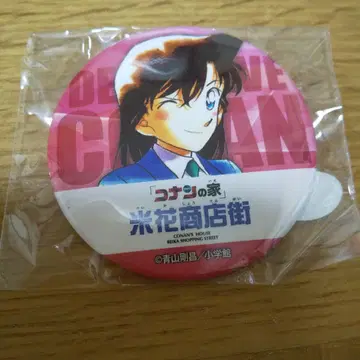 DETECTIVE
CONAN
「コナンの家」
米花商店街
CONAN'S HOUSE
BEIKA SHOPPING STREET
©青山剛昌/小学館